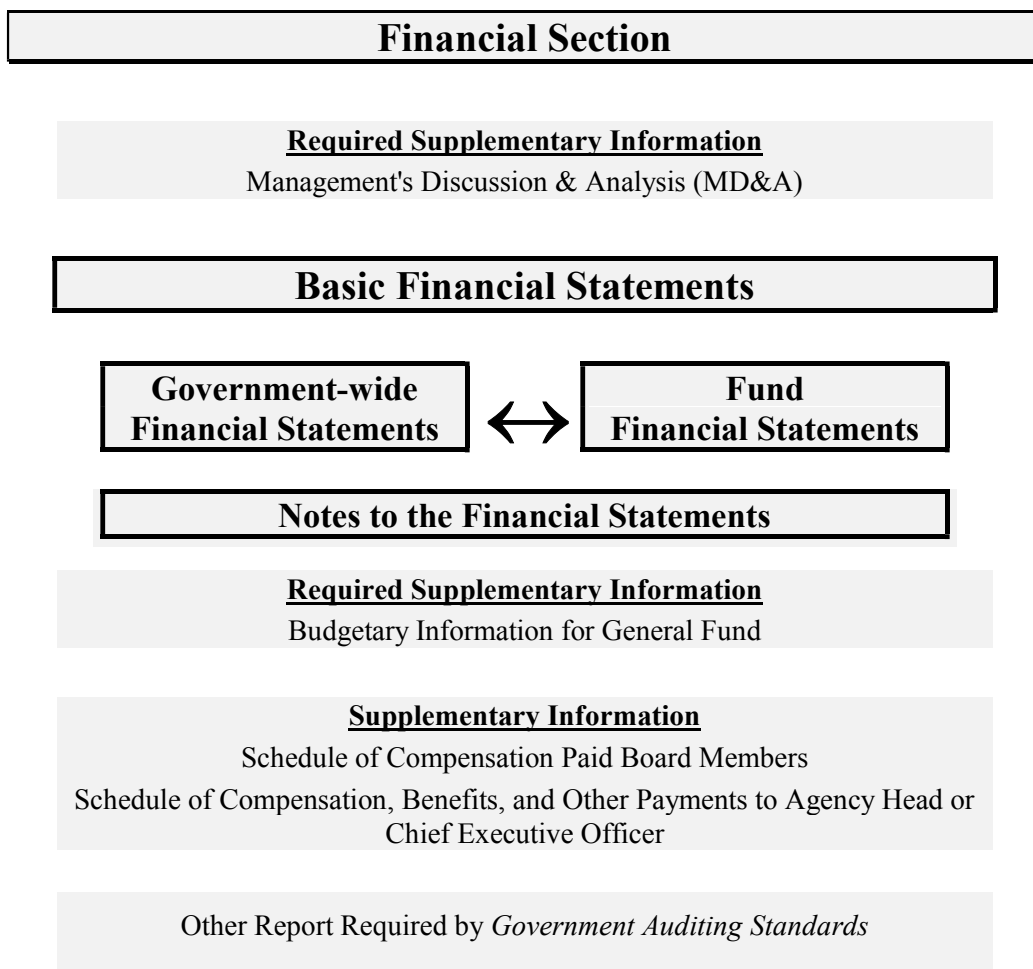 Financial Section
Required Supplementary Information
Management's Discussion & Analysis (MD&A)
Basic Financial Statements
Government-wide
Financial Statements
Fund
Financial Statements
Notes to the Financial Statements
Required Supplementary Information
Budgetary Information for General Fund
Supplementary Information
Schedule of Compensation Paid Board Members
Schedule of Compensation, Benefits, and Other Payments to Agency Head or
Chief Executive Officer
Other Report Required by Government Auditing Standards